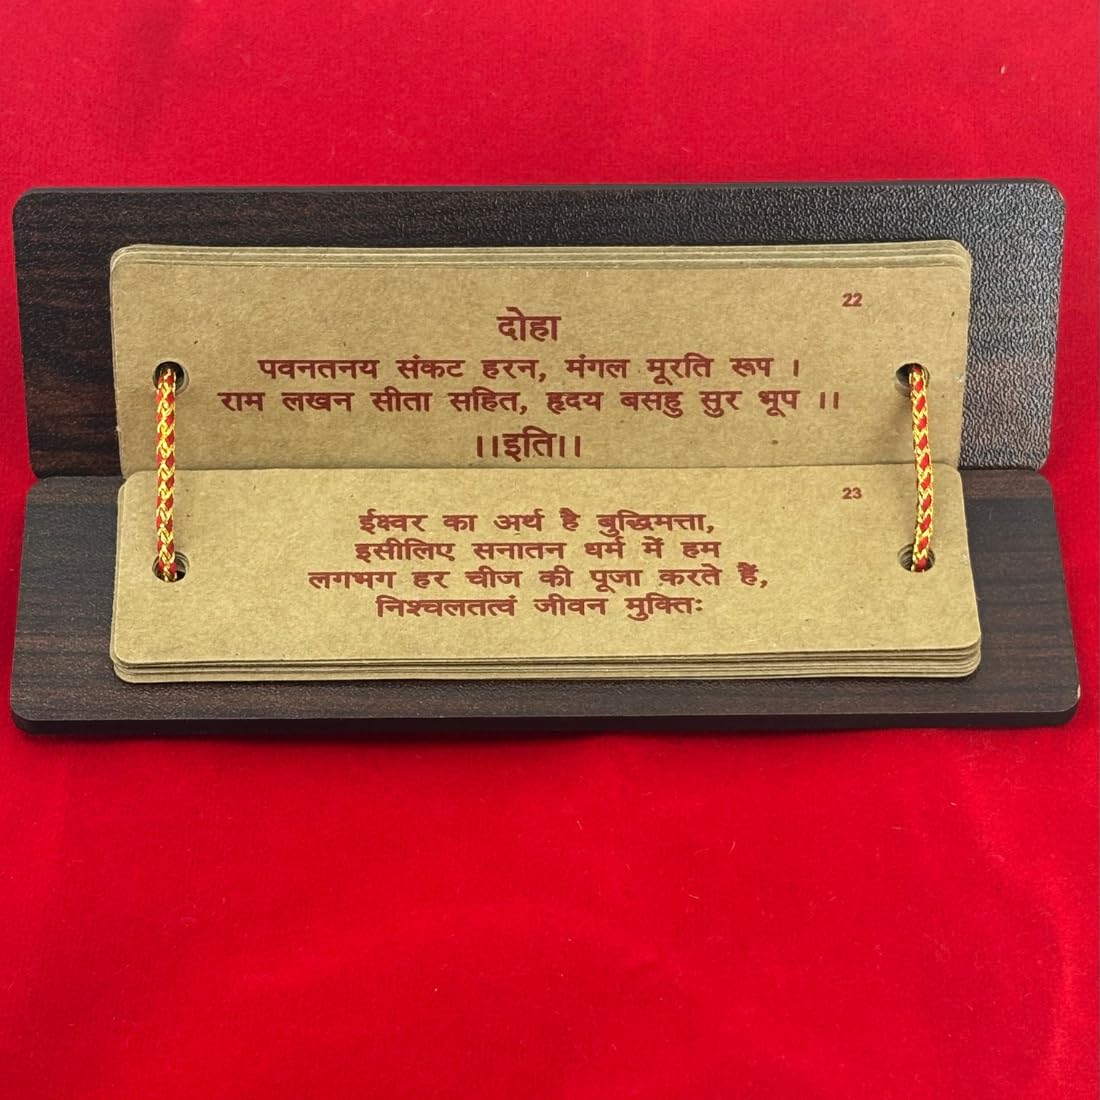 22
दोहा
पवनतनय संकट हरन, मंगल मूरति रूप ।
राम लखन सीता सहित, हृदय बसहु सुर भूप ।।
।।इति।।
23
ईश्वर का अर्थ है बुद्धिमत्ता,
इसीलिए सनातन धर्म में हम
लगभग हर चीज की पूजा करते हैं,
निश्चलतत्वं जीवन मुक्तिः